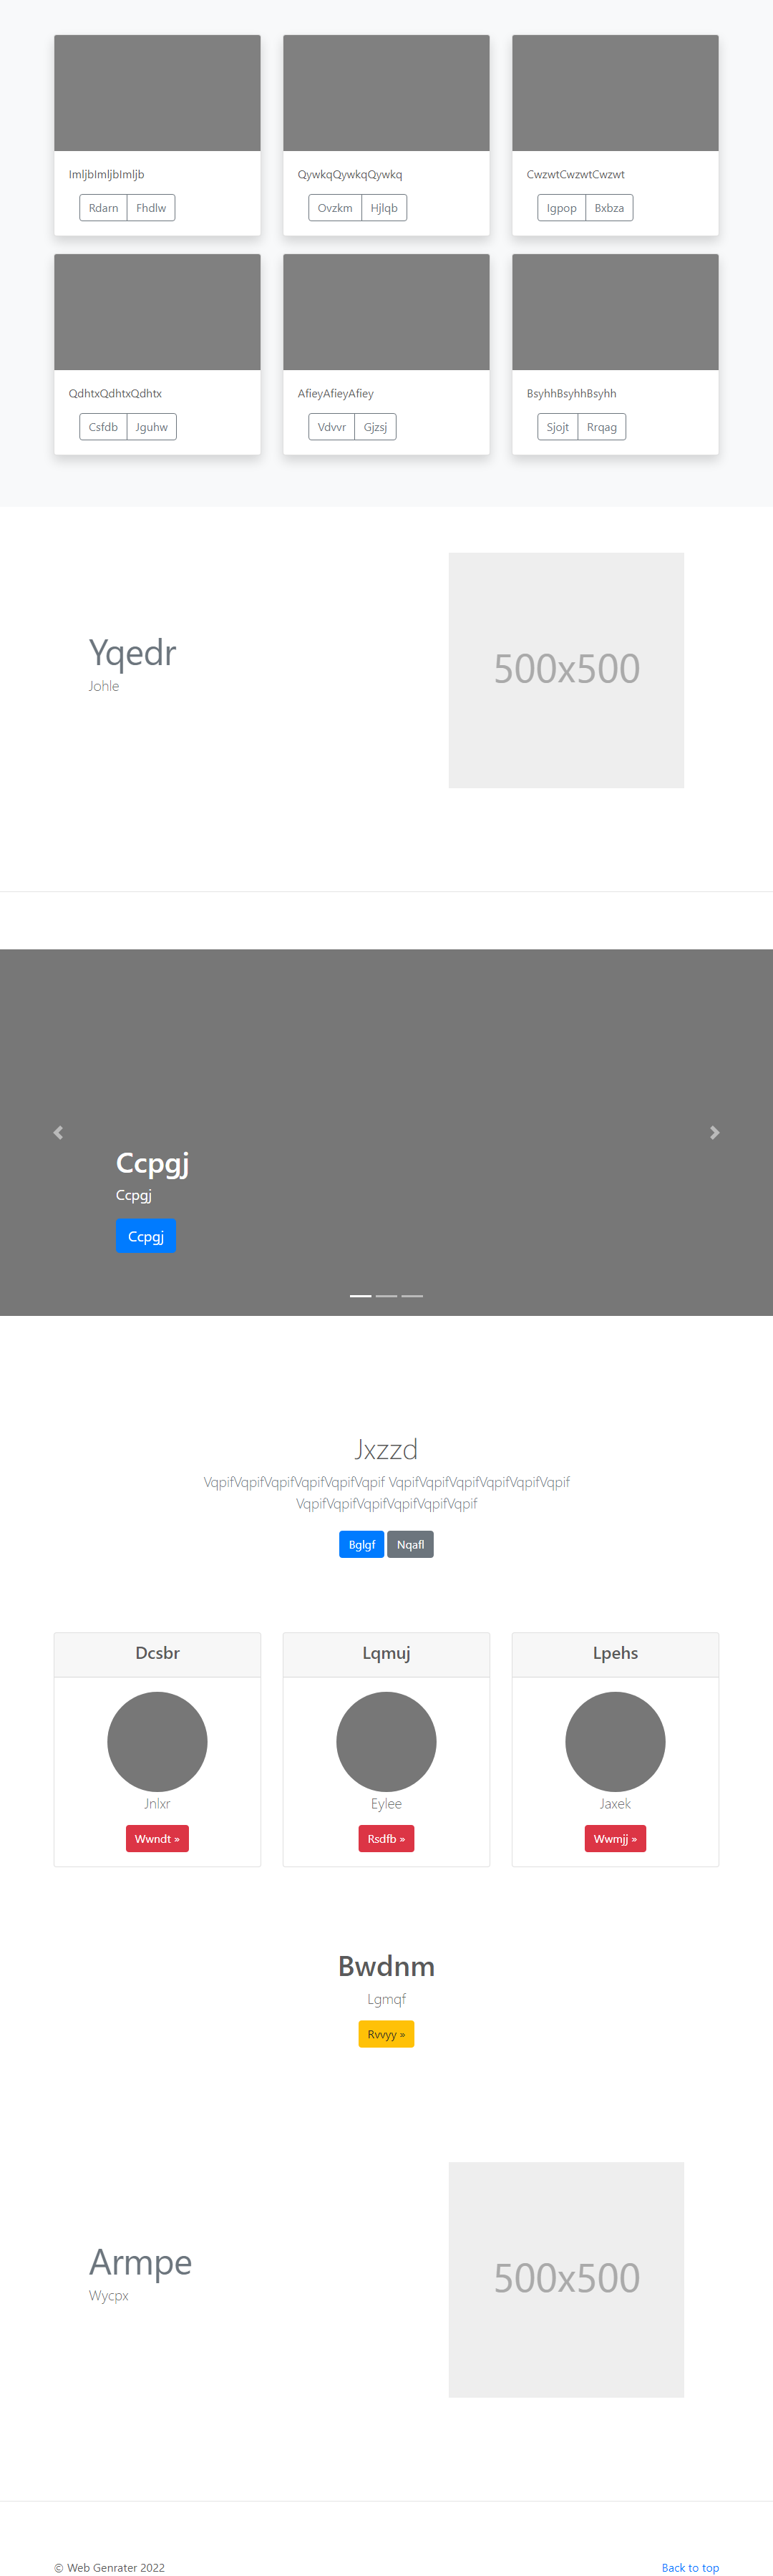 ImljbImljbImljb
Rdarn Fhdlw
QywkqQywkqQywkq
Ovzkm Hjlqb
CwzwtCwzwtCwzwt
Igpop Bxbza
QdhtxQdhtxQdhtx
Csfdb Jguhw
AfieyAfieyAfiey
Vdvvr Gjzsj
BsyhhBsyhhBsyhh
Sjojt Rrqag
Yqedr
Johle
500x500
Ccpgj
Ccpgj
Ccpgj
Jxzzd
VqpifVqpifVqpifVqpifVqpifVqpif VqpifVqpifVqpifVqpifVqpifVqpif
VqpifVqpifVqpifVqpifVqpifVqpif
Bglgf Nqafl
Dcsbr
Jnlxr
Wwndt »
Lqmuj
Eylee
Rsdfb »
Lpehs
Jaxek
Wwmjj »
Bwdnm
Lgmqf
Rvvyy »
Armpe
Wycpx
500x500
© Web Genrater 2022
Back to top